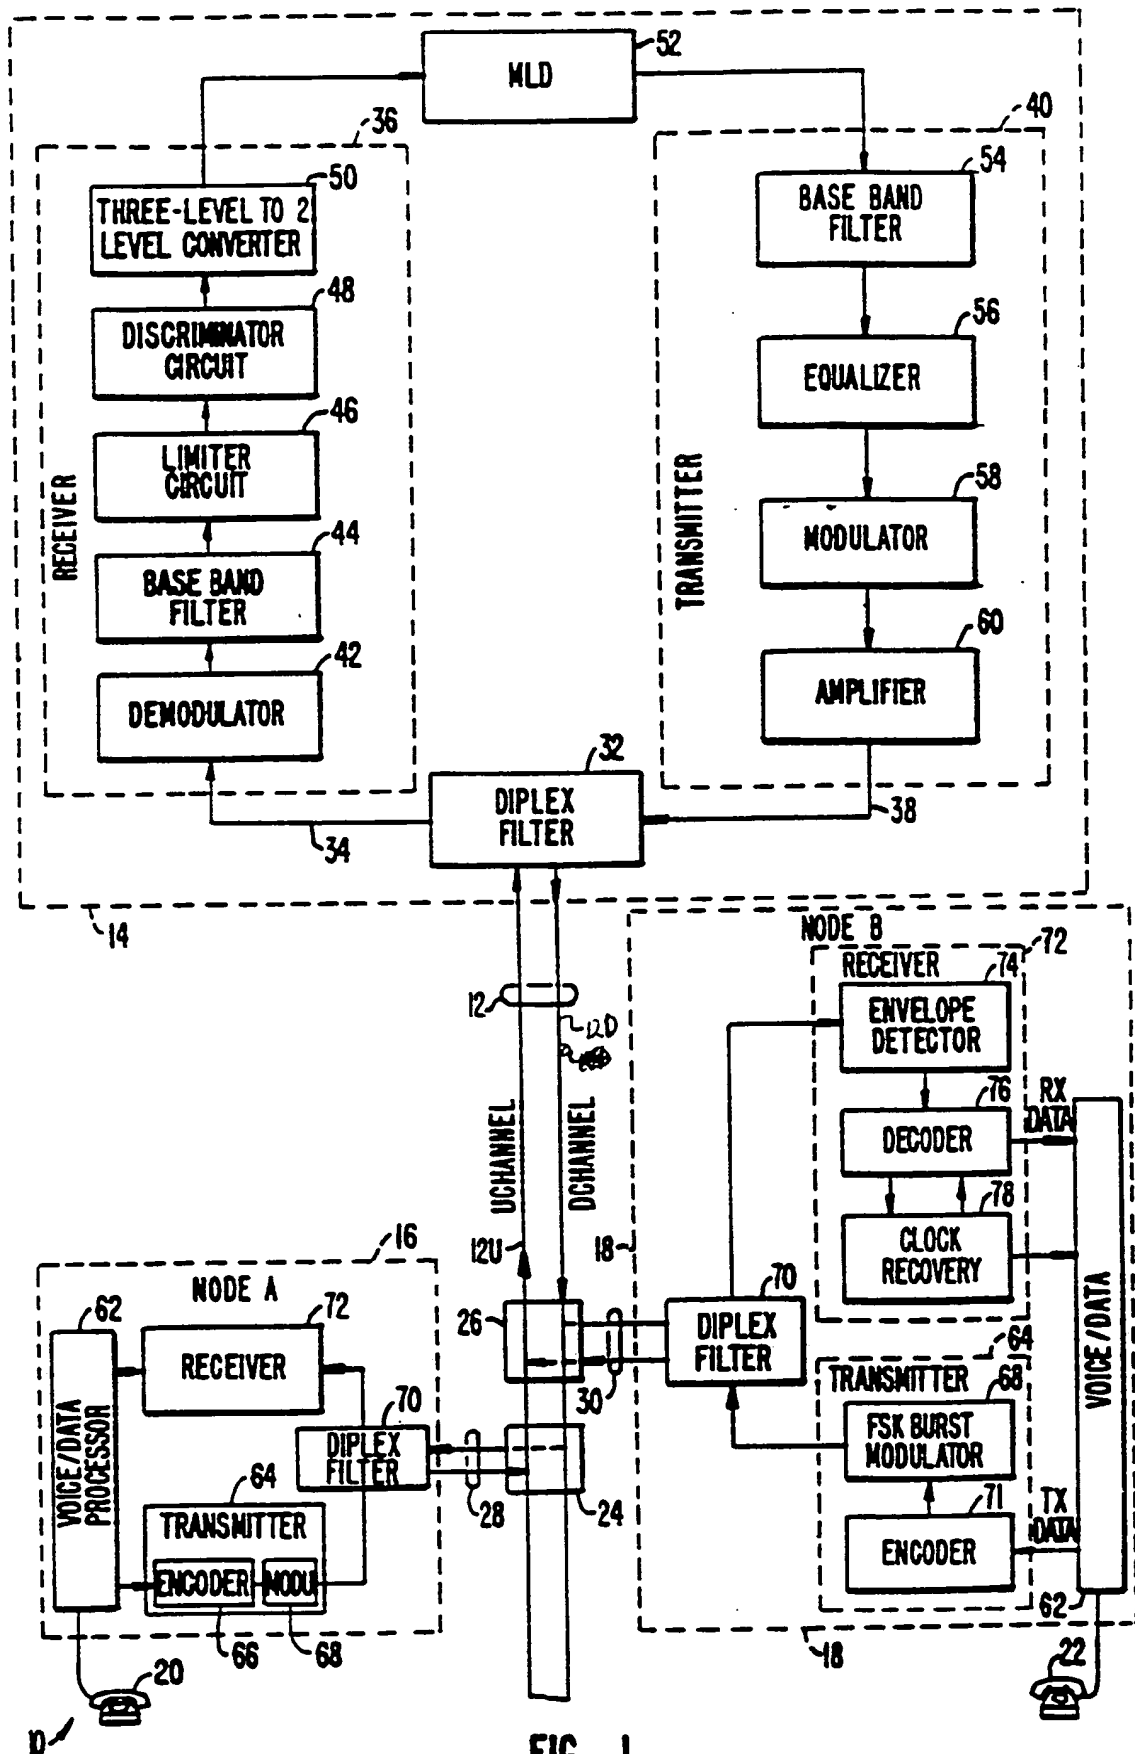 MLD
52
40
36
50
THREE-LEVEL TO 2
LEVEL CONVERTER
54
BASE BAND
FILTER
48
DISCRIMINATOR
CIRCUIT
56
EQUALIZER
46
LIMITER
CIRCUIT
58
MODULATOR
RECEIVER
TRANSMITTER
44
BASE BAND
FILTER
60
AMPLIFIER
42
DEMODULATOR
32
DIPLEX
FILTER
34
38
14
NODE B
72
RECEIVER
74
ENVELOPE
DETECTOR
12
12D
76
DECODER
RX
DATA
UCHANNEL
DCHANNEL
78
CLOCK
RECOVERY
12U
18
16
NODE A
62
72
RECEIVER
26
70
DIPLEX
FILTER
30
64
TRANSMITTER
68
FSK BURST
MODULATOR
VOICE/DATA
VOICE/DATA
PROCESSOR
70
DIPLEX
FILTER
28
24
64
TRANSMITTER
ENCODER
MODU
66
68
71
ENCODER
TX
DATA
62
18
20
22
10
FIG. 1